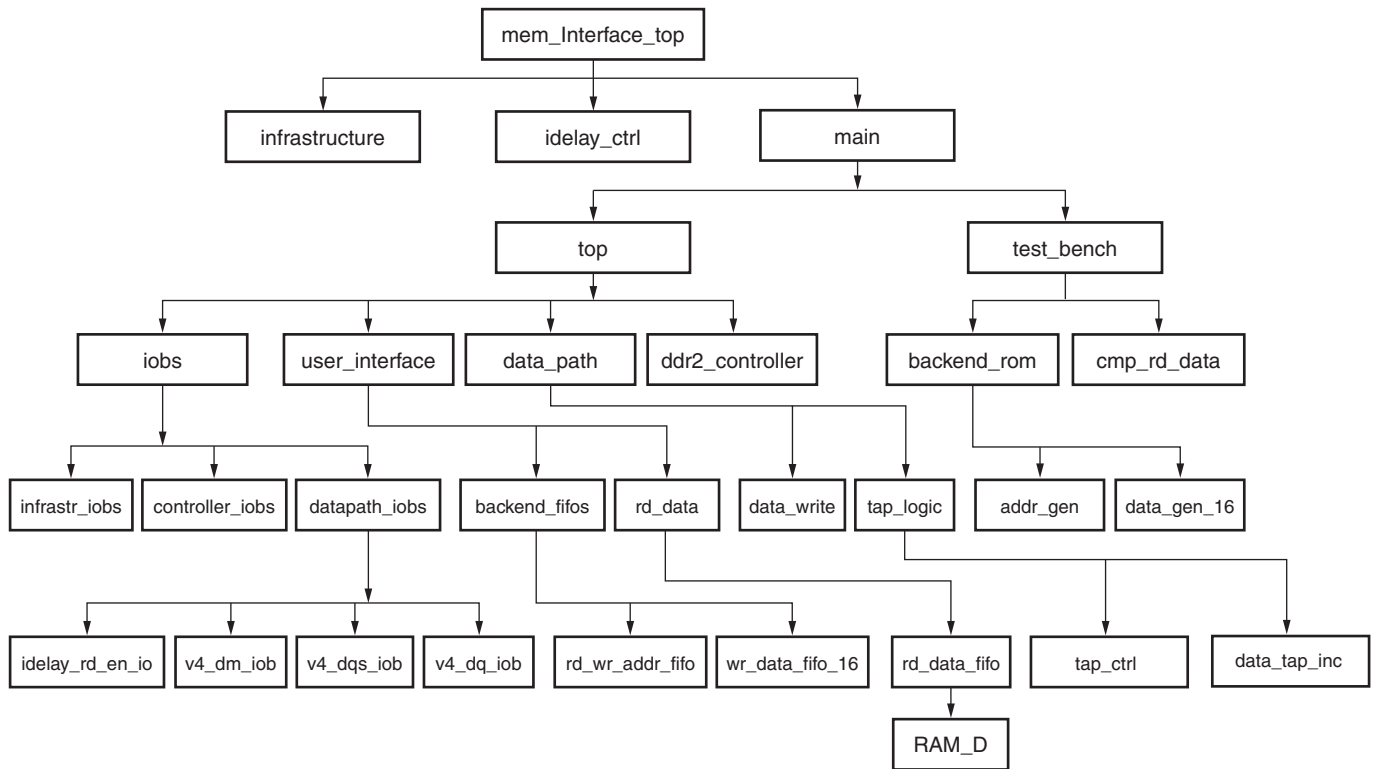 mem_Interface_top
infrastructure
idelay_ctrl
main
top
test_bench
iobs
user_interface
data_path
ddr2_controller
backend_rom
cmp_rd_data
infrastr_iobs
controller_iobs
datapath_iobs
backend_fifos
rd_data
data_write
tap_logic
addr_gen
data_gen_16
idelay_rd_en_io
v4_dm_iob
v4_dqs_iob
v4_dq_iob
rd_wr_addr_fifo
wr_data_fifo_16
rd_data_fifo
tap_ctrl
data_tap_inc
RAM_D